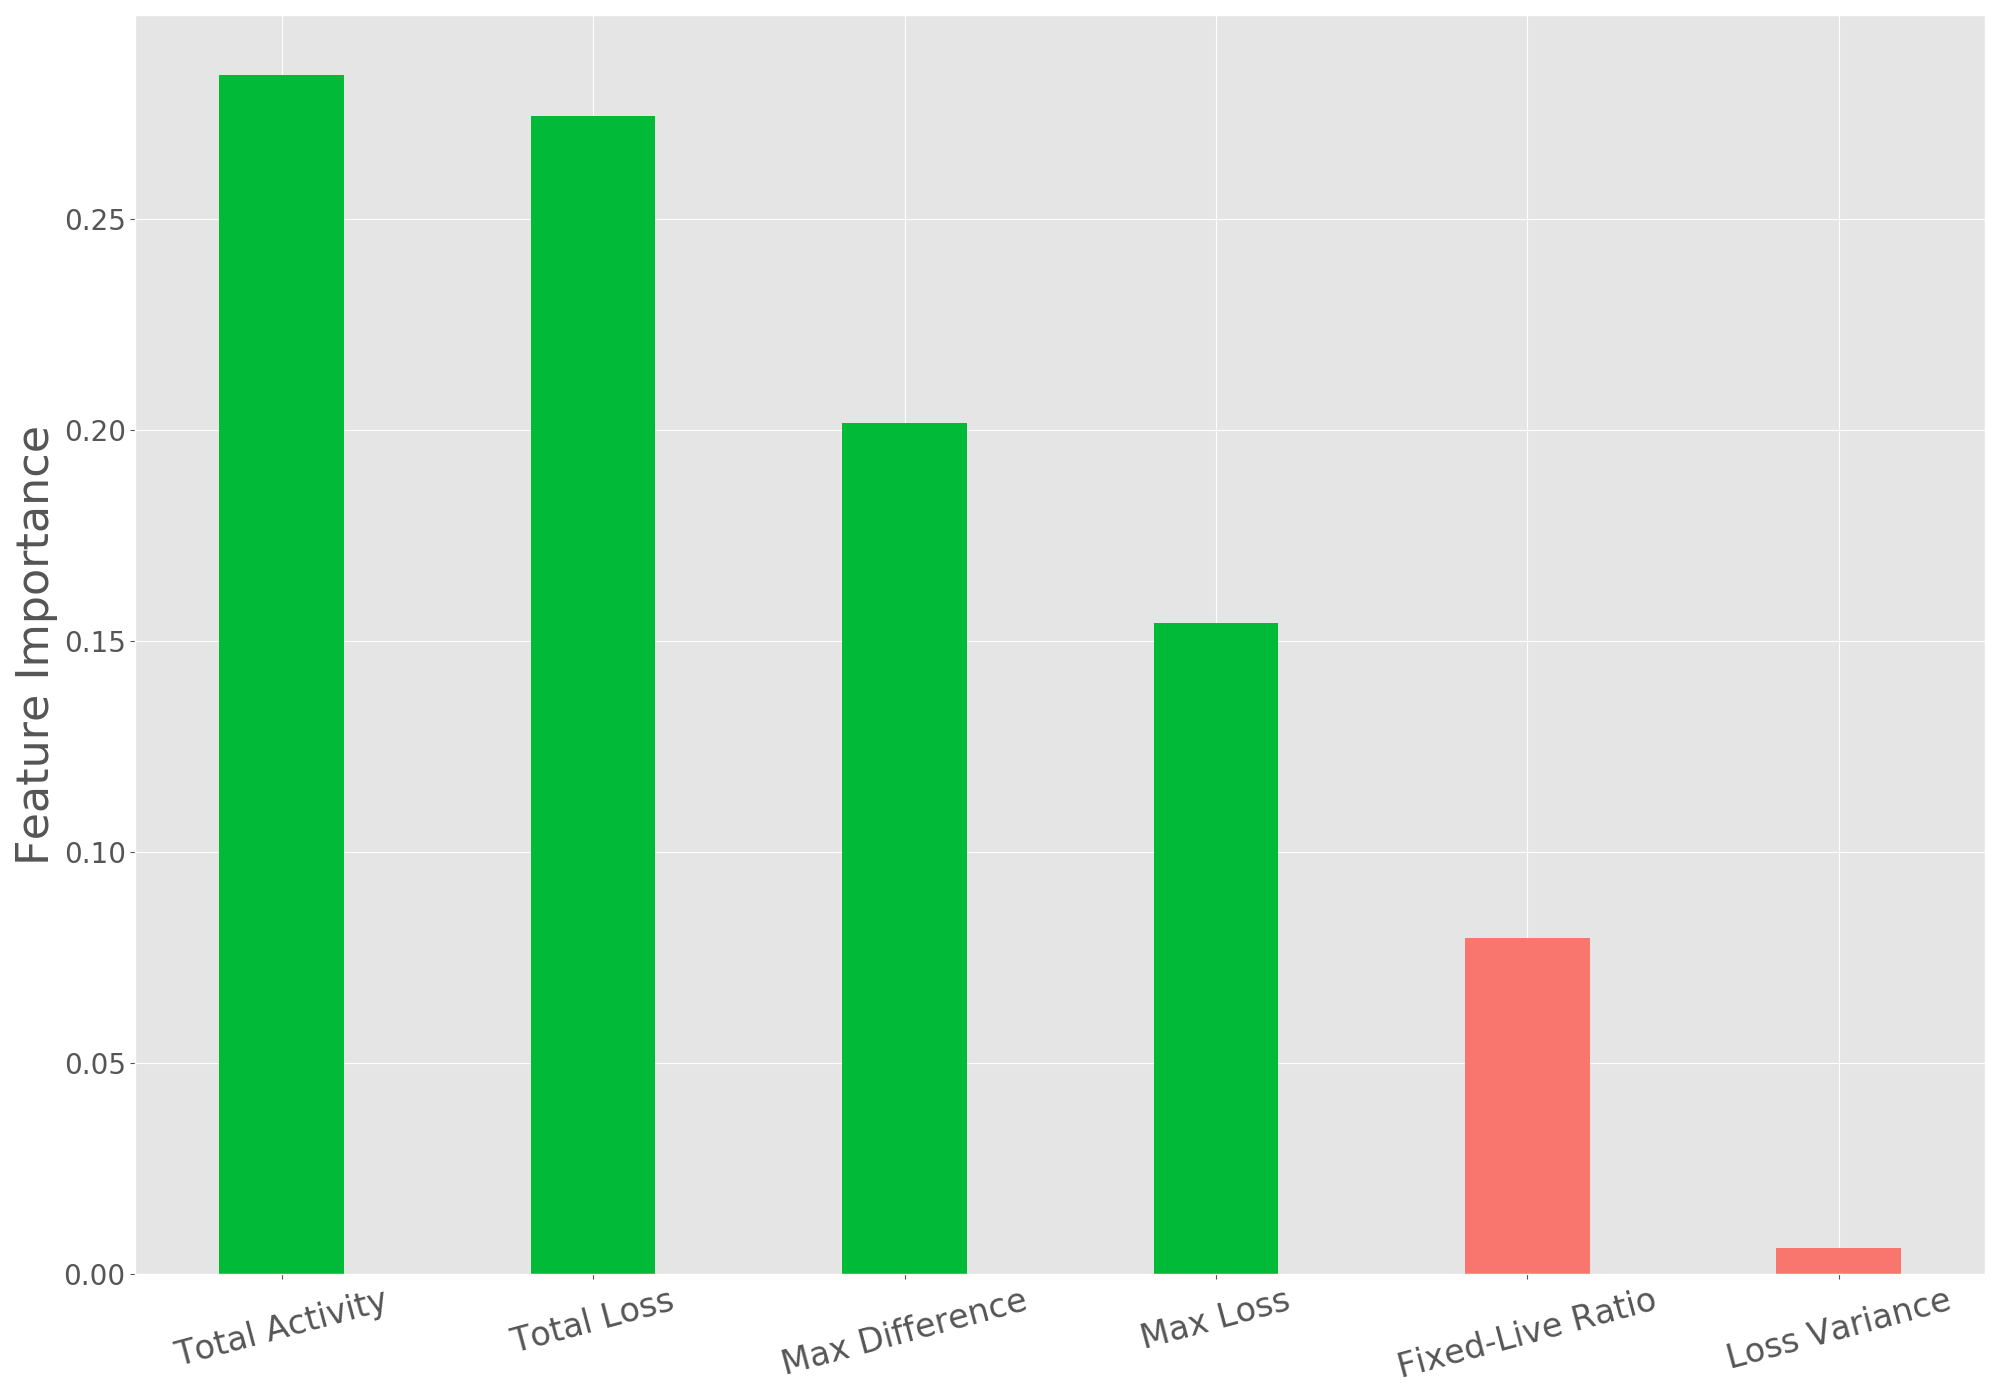 Feature Importance
0.25
0.20
0.15
0.10
0.05
0.00
Total Activity
Total Loss
Max Difference
Max Loss
Fixed-Live Ratio
Loss Variance